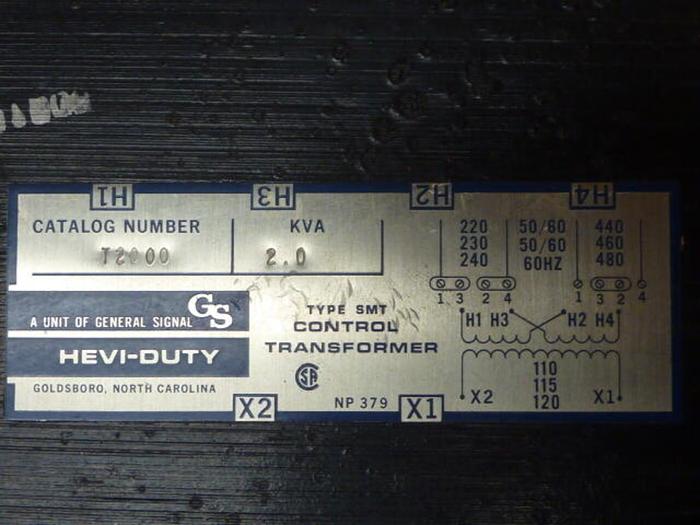 H1 H3 H2 H4
CATALOG NUMBER KVA
T2000 2.0
220 50/60 440
230 50/60 460
240 60HZ 480
1 3 2 4 1 3 2 4
GS
A UNIT OF GENERAL SIGNAL
HEVI-DUTY
GOLDSBORO, NORTH CAROLINA
TYPE SMT
CONTROL
TRANSFORMER
SA
NP 379
H1 H3 H2 H4
110
115
120
X2 X1
X2 X1